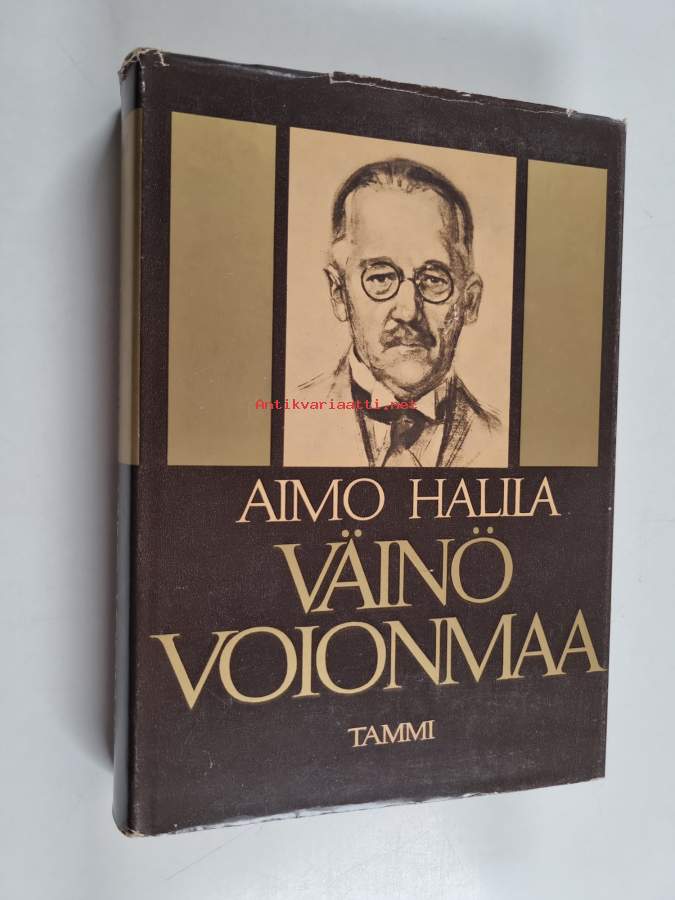 Antikvariaatti.net
AIMO HALILA
VÄINÖ
VOIONMAA
TAMMI